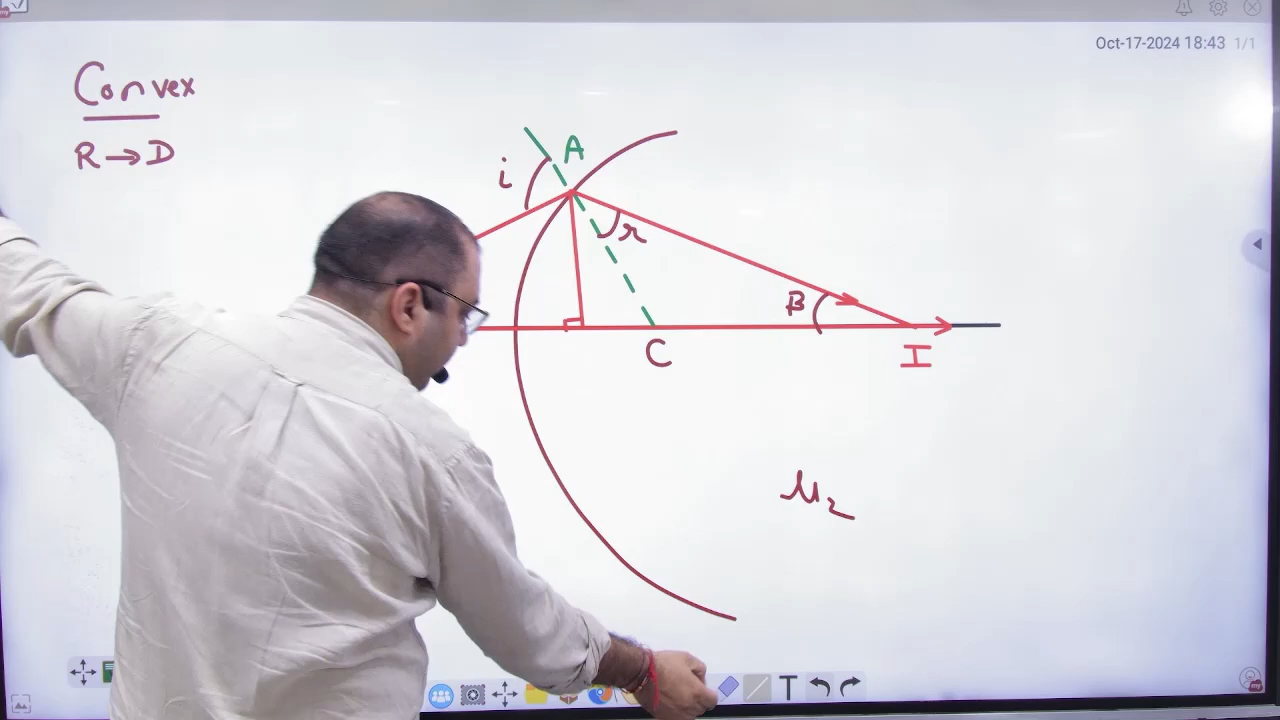 Oct-17-2024 18:43 1/1
Convex
R→D
A
i
r
β
C
I
μ₂
T